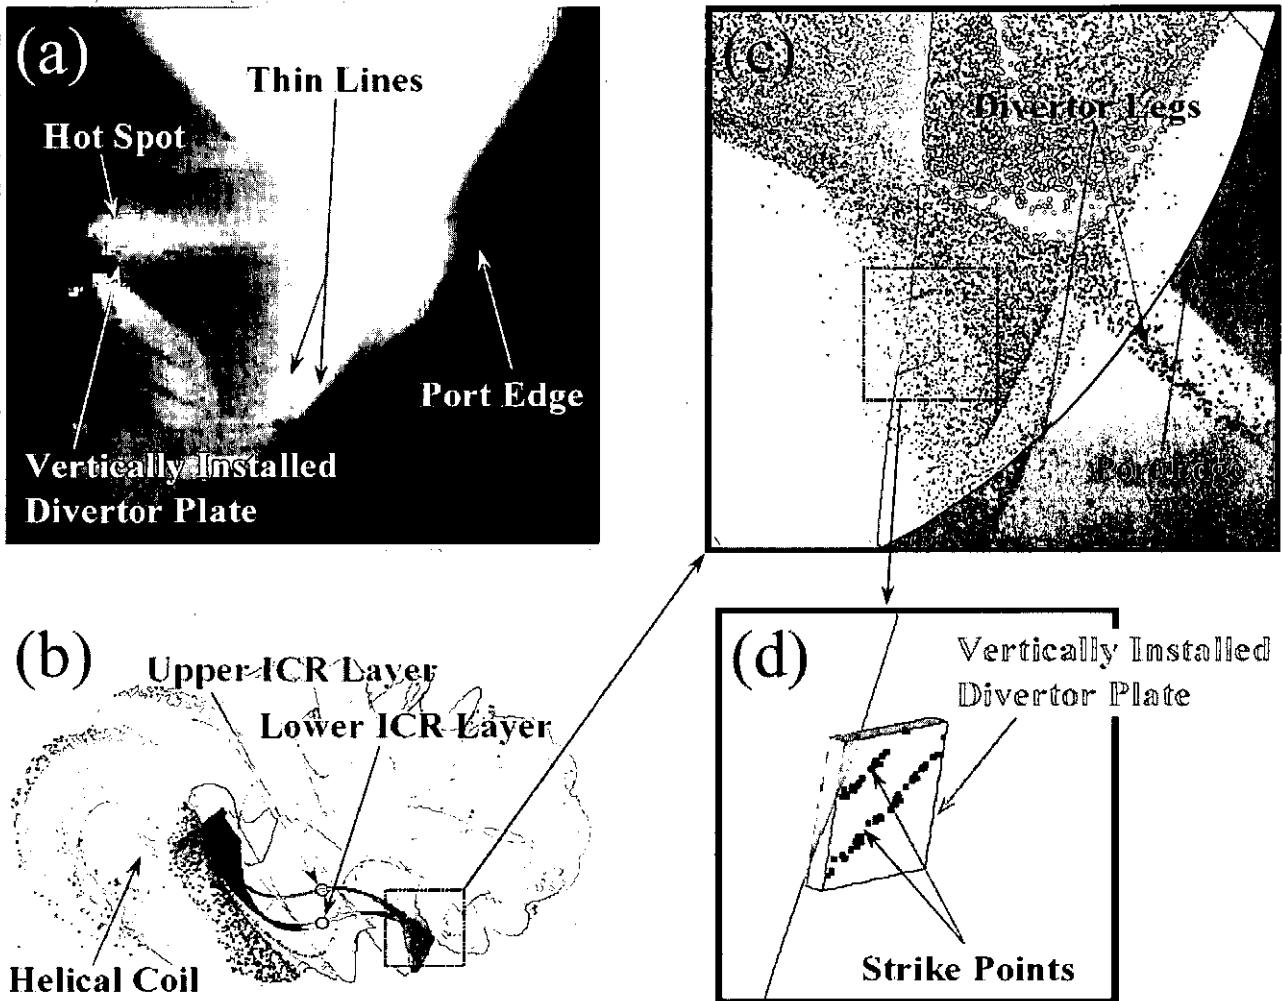 (a)
Thin Lines
Hot Spot
Port Edge
Vertically Installed
Divertor Plate
(c)
Divertor Legs
Port Edge
(b)
Upper ICR Layer
Lower ICR Layer
Helical Coil
(d)
Vertically Installed
Divertor Plate
Strike Points